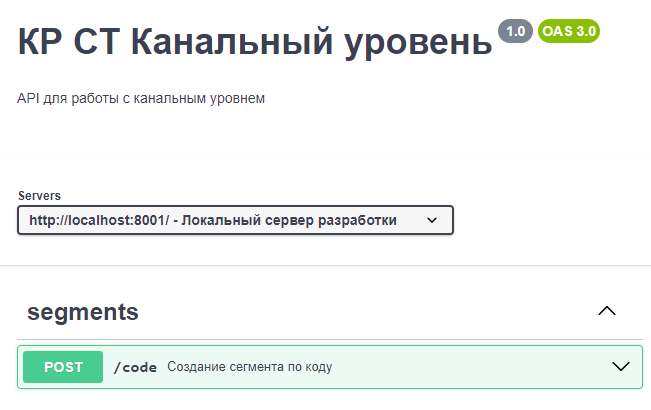 КР СТ Канальный уровень 1.0 OAS 3.0
API для работы с канальным уровнем
Servers
http://localhost:8001/ - Локальный сервер разработки
segments
POST /code Создание сегмента по коду